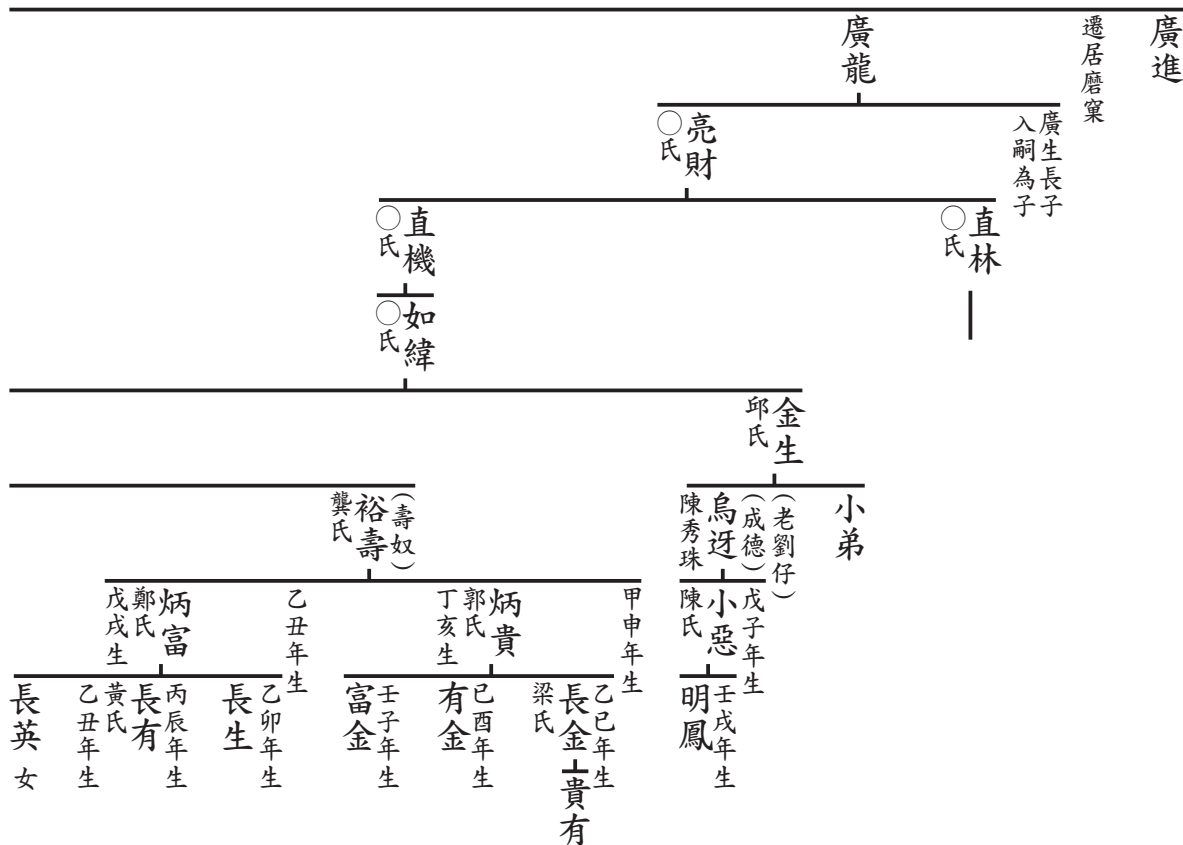 廣進
遷居磨窠
廣龍
廣生長子
入嗣為子
亮財
○氏
直林
○氏
直機
○氏
如緯
○氏
金生
邱氏
小弟
(老劉仔)
(成德)
烏迓
陳秀珠
(壽奴)
裕壽
龔氏
戊子年生
小惡
陳氏
甲申年生
炳貴
郭氏
丁亥生
乙丑年生
炳富
鄭氏
戊戌生
壬戌年生
明鳳
乙巳年生
長金
梁氏
貴有
已酉年生
有金
壬子年生
富金
乙卯年生
長生
丙辰年生
長有
黃氏
乙丑年生
長英 女